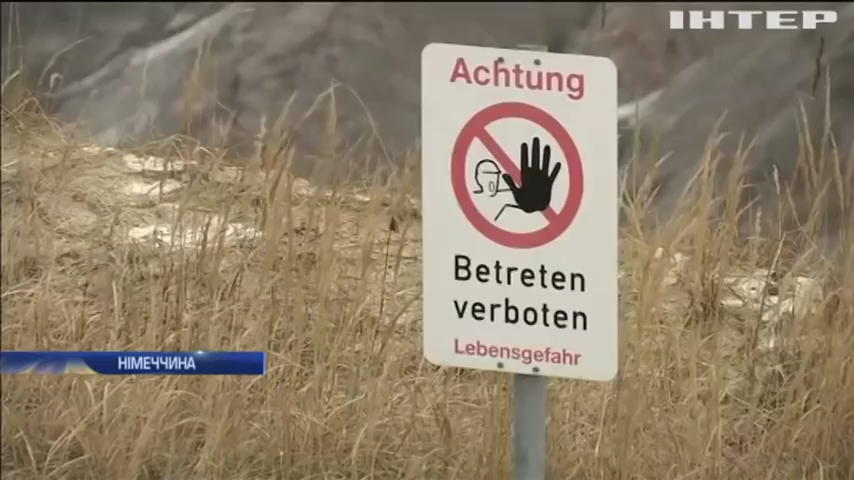 ІНТЕР
Achtung
Betreten
verboten
Lebensgefahr
НІМЕЧЧИНА